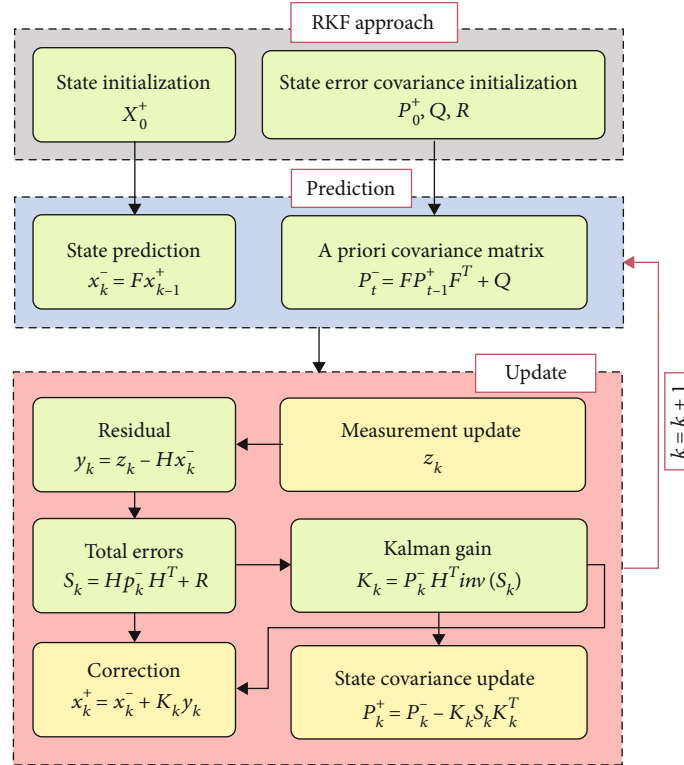 RKF approach
State initialization
X₀⁺
State error covariance initialization
P₀⁺, Q, R
Prediction
State prediction
xₖ⁻ = Fxₖ₋₁⁺
A priori covariance matrix
Pₜ⁻ = FPₜ₋₁⁺Fᵀ + Q
Update
Residual
yₖ = zₖ – Hxₖ⁻
Measurement update
zₖ
k = k + 1
Total errors
Sₖ = Hpₖ⁻ Hᵀ + R
Kalman gain
Kₖ = Pₖ⁻ Hᵀinv (Sₖ)
Correction
xₖ⁺ = xₖ⁻ + Kₖyₖ
State covariance update
Pₖ⁺ = Pₖ⁻ – KₖSₖKₖᵀ